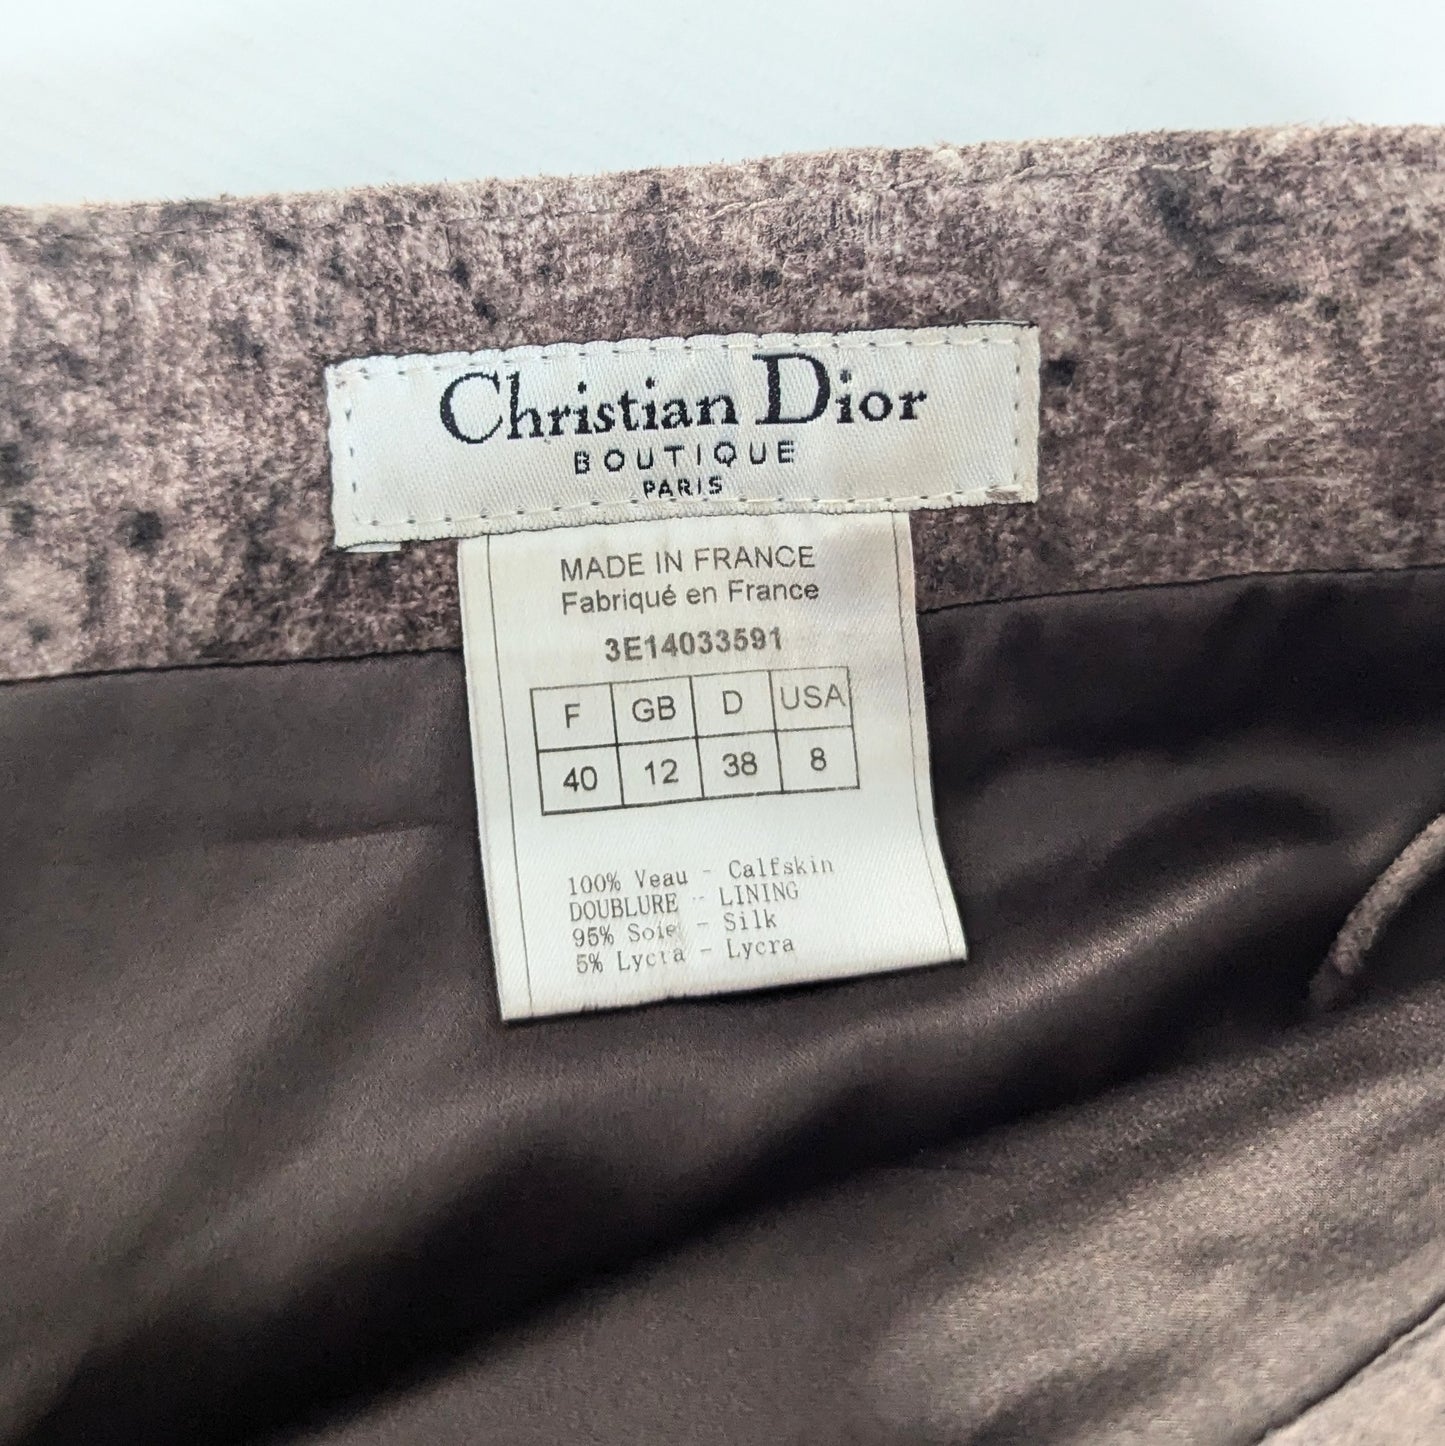 Christian Dior
BOUTIQUE
PARIS
MADE IN FRANCE
Fabriqué en France
3E14033591
F GB D USA
40 12 38 8
100% Veau - Calfskin
DOUBLURE - LINING
95% Soie - Silk
5% Lycra - Lycra